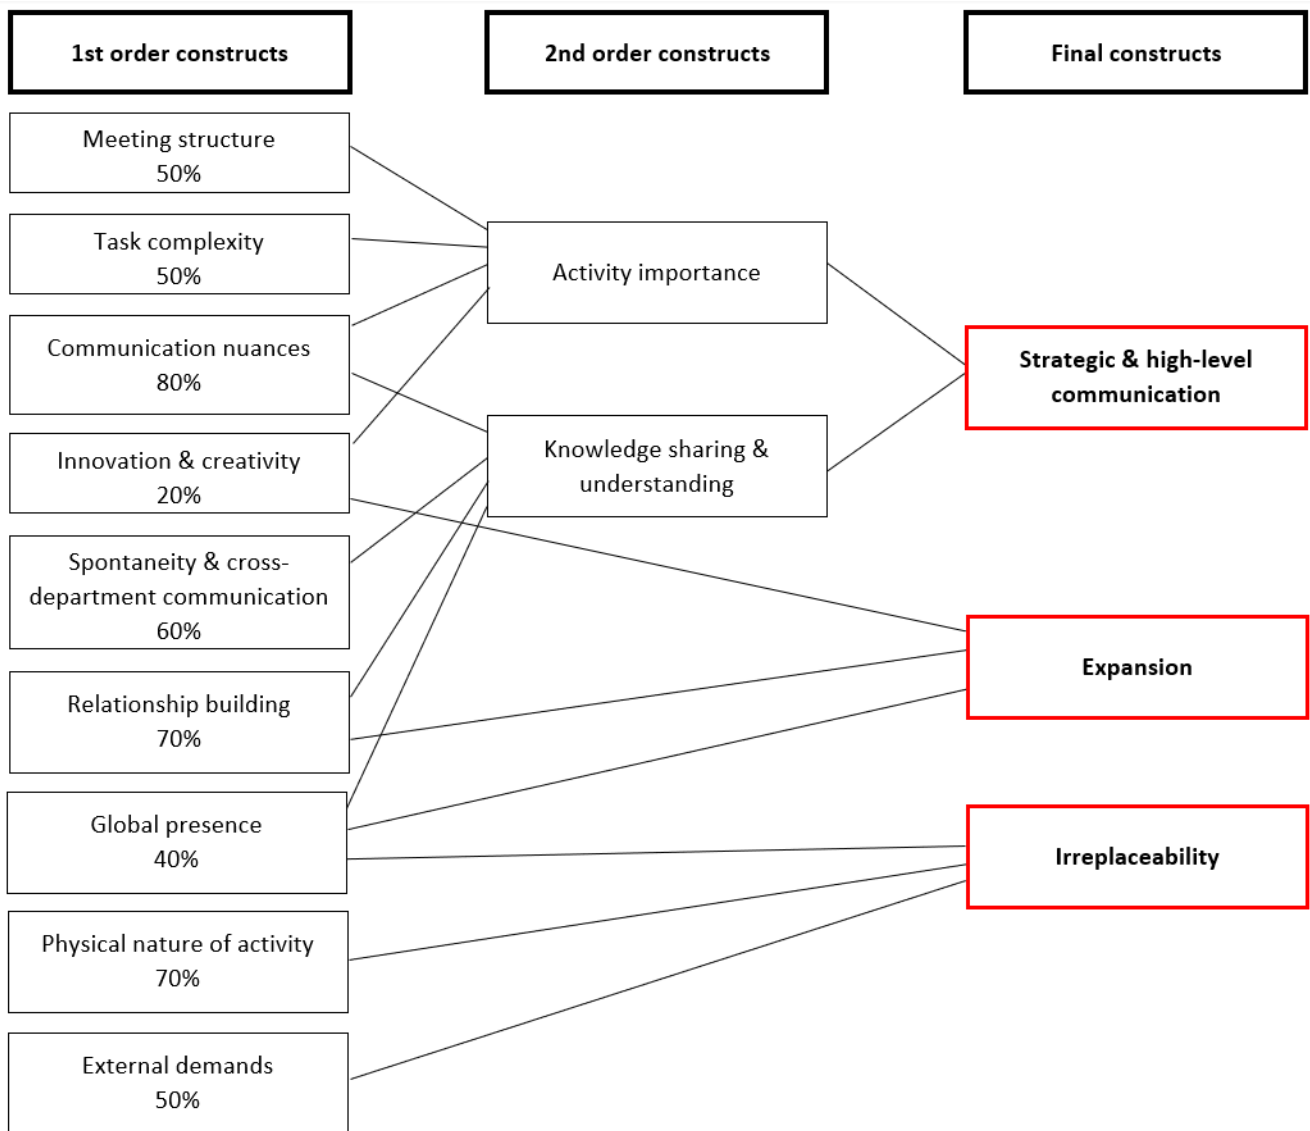 1st order constructs
2nd order constructs
Final constructs
Meeting structure
50%
Task complexity
50%
Communication nuances
80%
Innovation & creativity
20%
Spontaneity & cross-
department communication
60%
Relationship building
70%
Global presence
40%
Physical nature of activity
70%
External demands
50%
Activity importance
Knowledge sharing &
understanding
Strategic & high-level
communication
Expansion
Irreplaceability